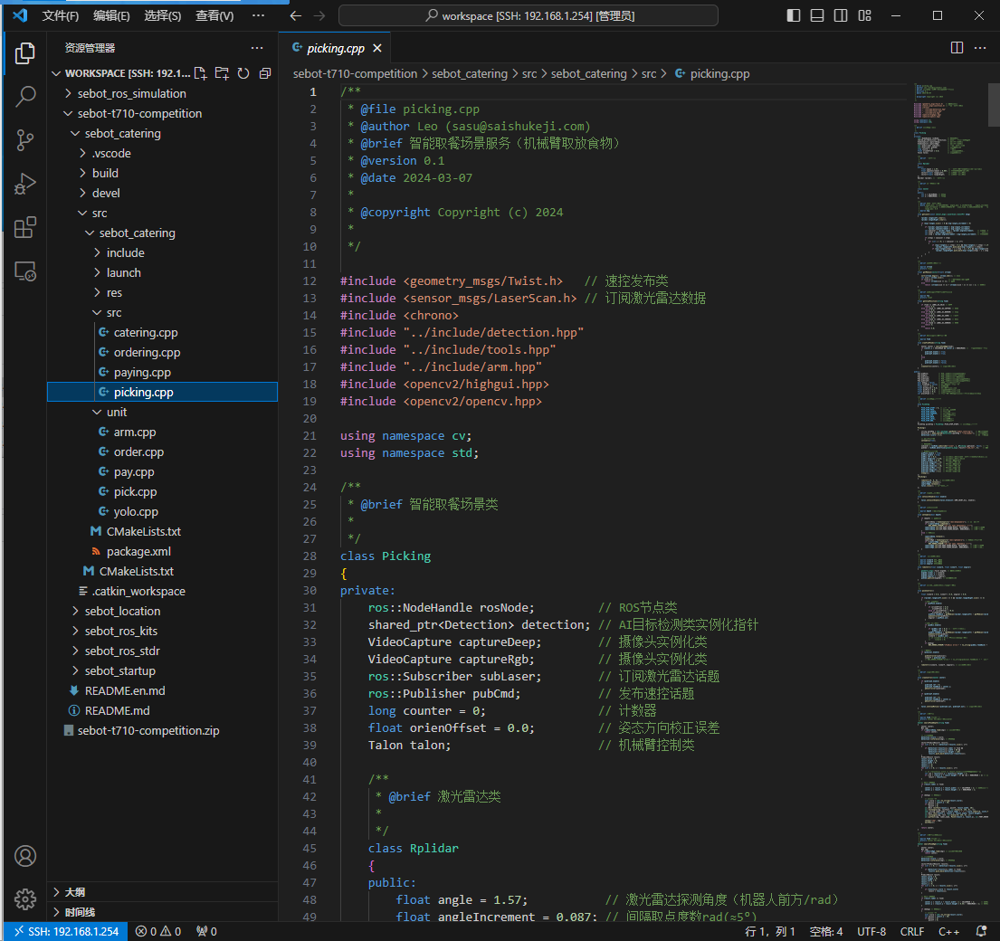 文件(F) 编辑(E) 选择(S) 查看(V) ···
workspace [SSH: 192.168.1.254] [管理员]
资源管理器
WORKSPACE [SSH: 192.1...
sebot_ros_simulation
sebot-t710-competition
sebot_catering
.vscode
build
devel
src
sebot_catering
include
launch
res
src
catering.cpp
ordering.cpp
paying.cpp
picking.cpp
unit
arm.cpp
order.cpp
pay.cpp
pick.cpp
yolo.cpp
CMakeLists.txt
package.xml
CMakeLists.txt
.catkin_workspace
sebot_location
sebot_ros_kits
sebot_ros_stdr
sebot_startup
README.en.md
README.md
sebot-t710-competition.zip
大纲
时间线
picking.cpp
sebot-t710-competition > sebot_catering > src > sebot_catering > src > picking.cpp
1 /**
2 * @file picking.cpp
3 * @author Leo (sasu@saishukeji.com)
4 * @brief 智能取餐场景服务（机械臂取放食物）
5 * @version 0.1
6 * @date 2024-03-07
7 *
8 * @copyright Copyright (c) 2024
9 *
10 */
11
12 #include <geometry_msgs/Twist.h> // 速控发布类
13 #include <sensor_msgs/LaserScan.h> // 订阅激光雷达数据
14 #include <chrono>
15 #include "../include/detection.hpp"
16 #include "../include/tools.hpp"
17 #include "../include/arm.hpp"
18 #include <opencv2/highgui.hpp>
19 #include <opencv2/opencv.hpp>
20
21 using namespace cv;
22 using namespace std;
23
24 /**
25 * @brief 智能取餐场景类
26 *
27 */
28 class Picking
29 {
30 private:
31 ros::NodeHandle rosNode; // ROS节点类
32 shared_ptr<Detection> detection; // AI目标检测类实例化指针
33 VideoCapture captureDeep; // 摄像头实例化类
34 VideoCapture captureRgb; // 摄像头实例化类
35 ros::Subscriber subLaser; // 订阅激光雷达话题
36 ros::Publisher pubCmd; // 发布速控话题
37 long counter = 0; // 计数器
38 float orienOffset = 0.0; // 姿态方向校正误差
39 Talon talon; // 机械臂控制类
40
41 /**
42 * @brief 激光雷达类
43 *
44 */
45 class Rplidar
46 {
47 public:
48 float angle = 1.57; // 激光雷达探测角度（机器人前方/rad）
49 float angleIncrement = 0.087; // 间隔取点度数rad(≈5°)
SSH: 192.168.1.254 0 0 0 行 1，列 1 空格: 4 UTF-8 CRLF C++